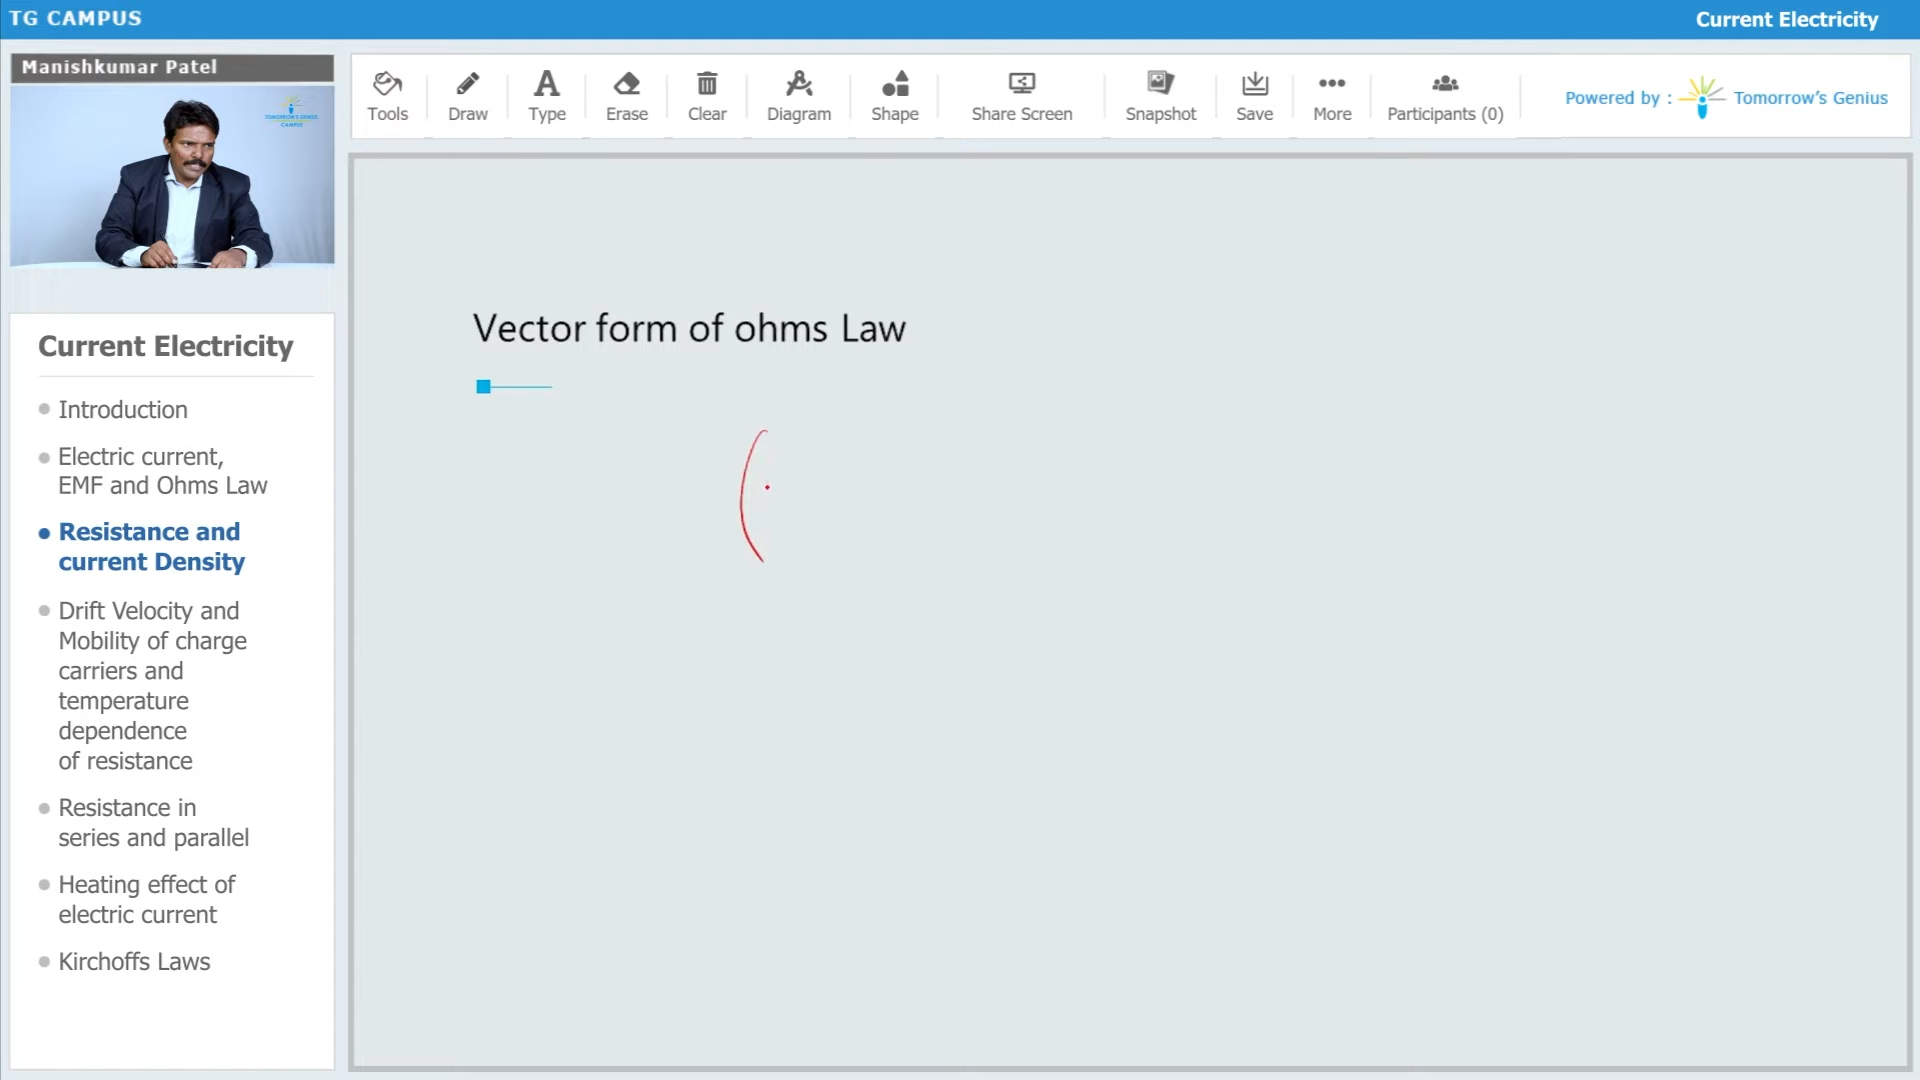 TG CAMPUS
Current Electricity
Manishkumar Patel
TOMORROW'S GENIUS
CAMPUS
Tools
Draw
Type
Erase
Clear
Diagram
Shape
Share Screen
Snapshot
Save
More
Participants (0)
Powered by : Tomorrow's Genius
Current Electricity
Introduction
Electric current,
EMF and Ohms Law
Resistance and
current Density
Drift Velocity and
Mobility of charge
carriers and
temperature
dependence
of resistance
Resistance in
series and parallel
Heating effect of
electric current
Kirchoffs Laws
Vector form of ohms Law